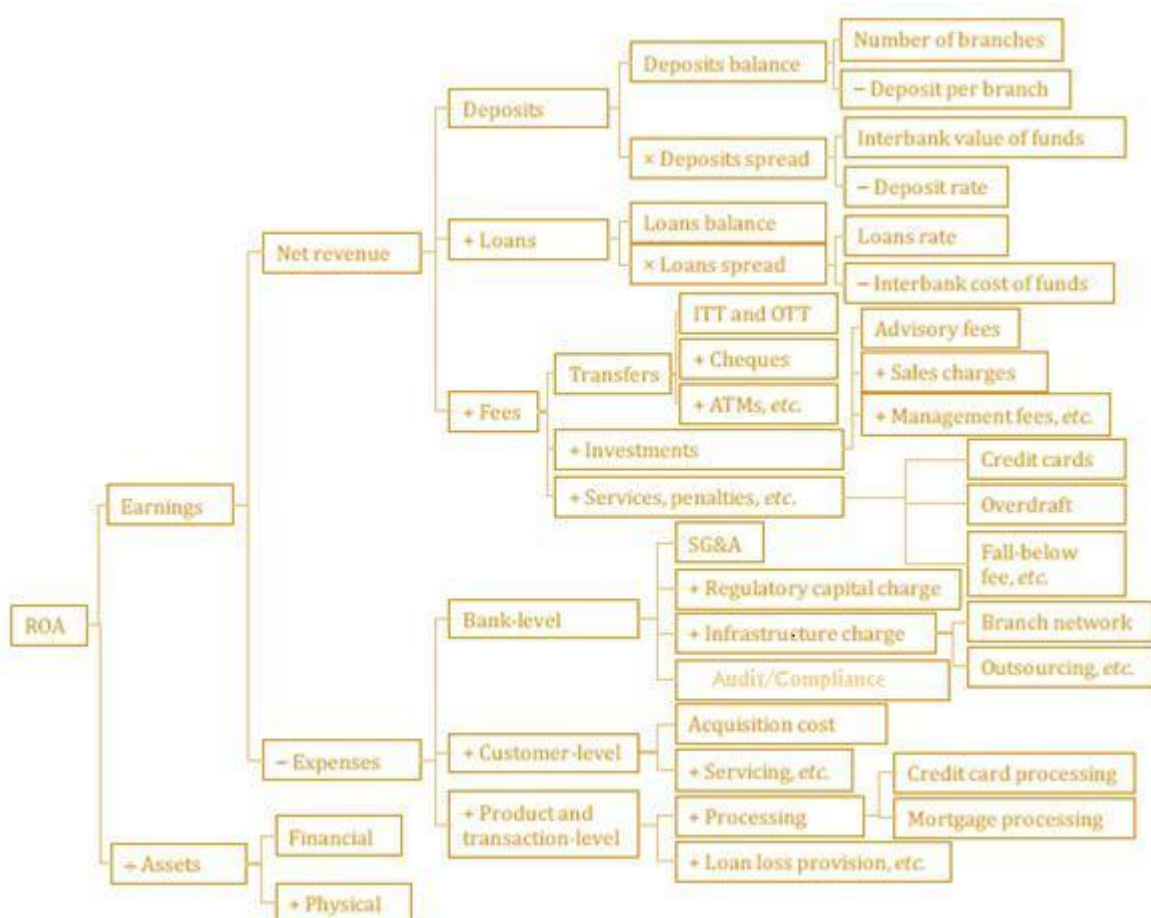 Number of branches
Deposits balance
− Deposit per branch
Deposits
Interbank value of funds
× Deposits spread
− Deposit rate
Loans balance
Loans rate
+ Loans
Net revenue
× Loans spread
− Interbank cost of funds
ITT and OTT
Advisory fees
+ Cheques
Transfers
+ Sales charges
+ ATMs, etc.
+ Fees
+ Management fees, etc.
+ Investments
Credit cards
+ Services, penalties, etc.
Earnings
Overdraft
SG&A
Fall-below
fee, etc.
+ Regulatory capital charge
Bank-level
ROA
+ Infrastructure charge
Branch network
Audit/Compliance
Outsourcing, etc.
Acquisition cost
+ Customer-level
− Expenses
+ Servicing, etc.
Credit card processing
+ Product and
transaction-level
+ Processing
Mortgage processing
Financial
÷ Assets
+ Loan loss provision, etc.
+ Physical